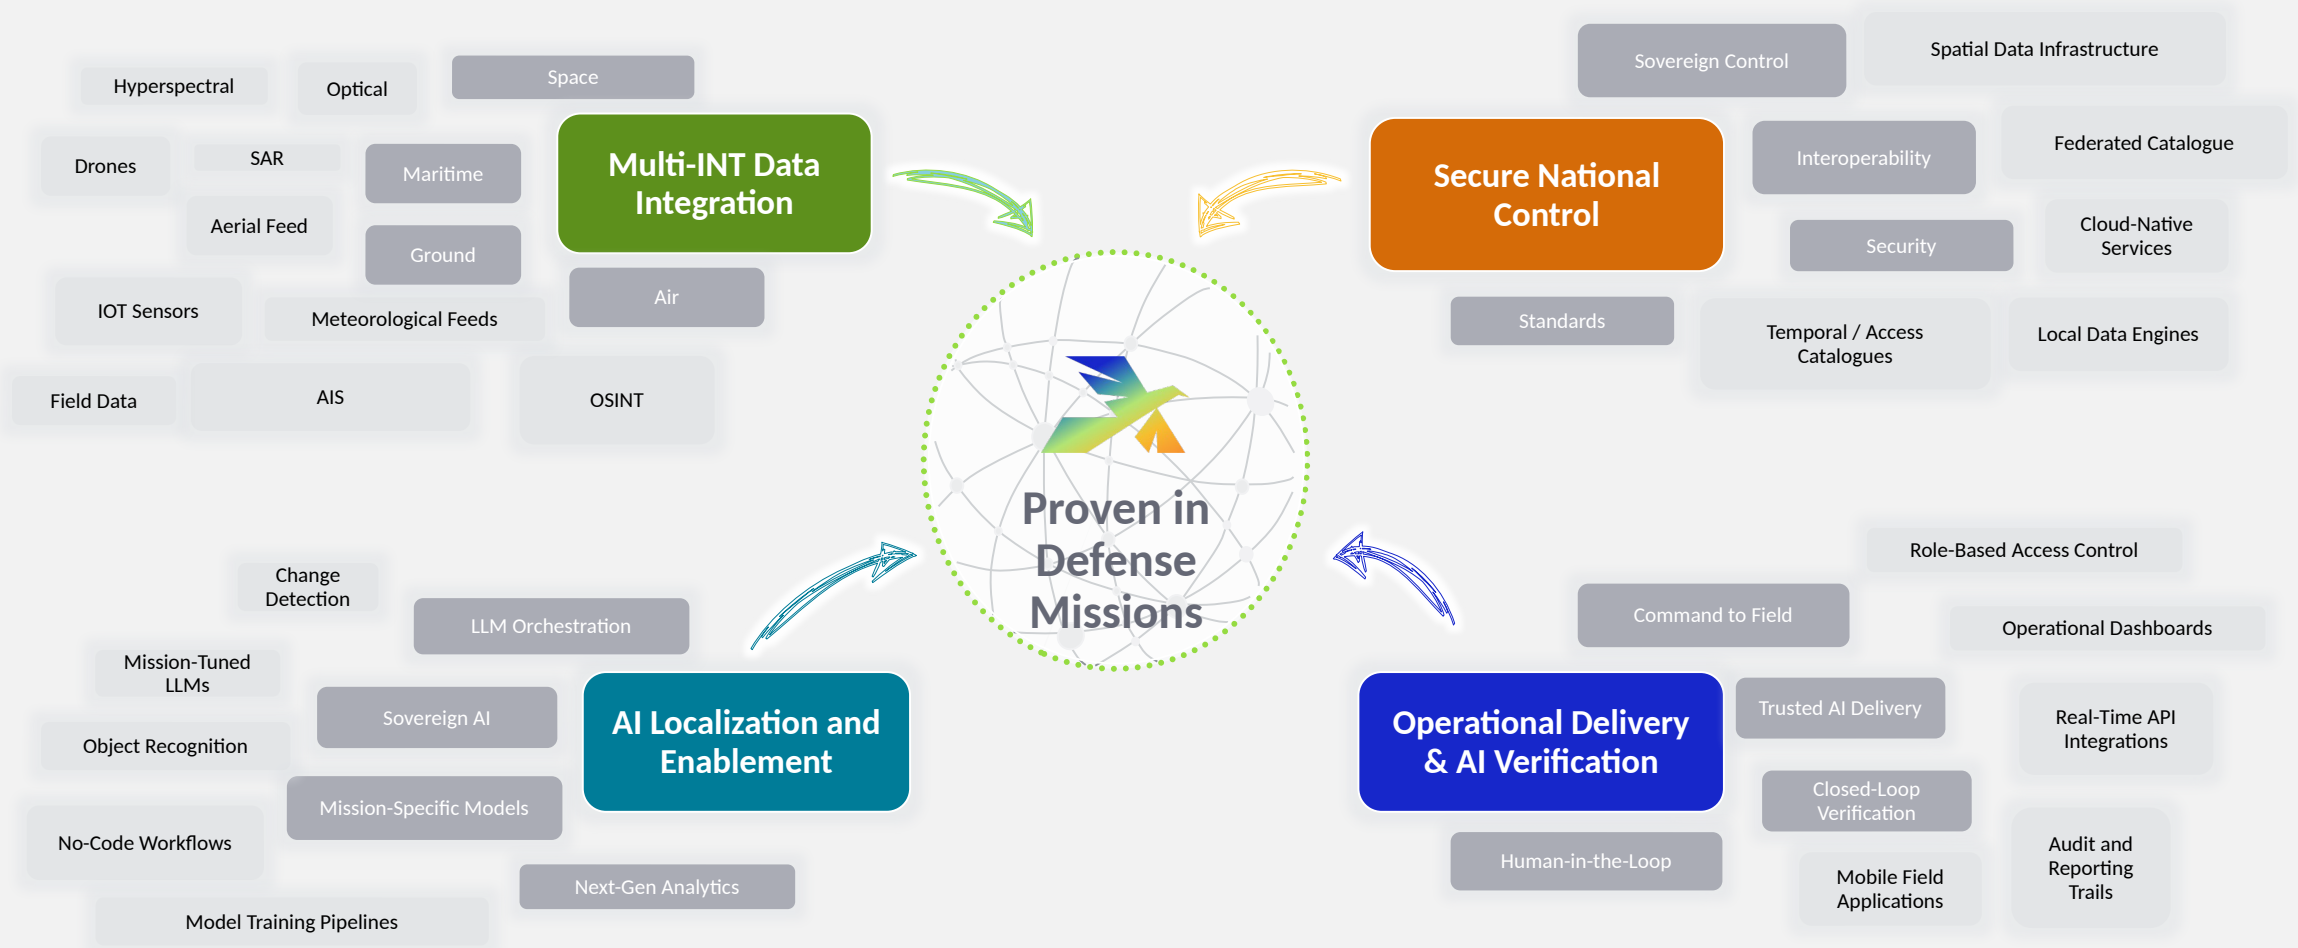 Hyperspectral
Optical
Space
Drones
SAR
Maritime
Aerial Feed
Ground
Multi-INT Data
Integration
IOT Sensors
Meteorological Feeds
Air
Field Data
AIS
OSINT
Sovereign Control
Spatial Data Infrastructure
Secure National
Control
Interoperability
Federated Catalogue
Security
Cloud-Native
Services
Standards
Temporal / Access
Catalogues
Local Data Engines
Proven in
Defense
Missions
Change
Detection
LLM Orchestration
Mission-Tuned
LLMs
Sovereign AI
Object Recognition
AI Localization and
Enablement
Mission-Specific Models
No-Code Workflows
Next-Gen Analytics
Model Training Pipelines
Role-Based Access Control
Command to Field
Operational Dashboards
Operational Delivery
& AI Verification
Trusted AI Delivery
Real-Time API
Integrations
Closed-Loop
Verification
Human-in-the-Loop
Mobile Field
Applications
Audit and
Reporting
Trails